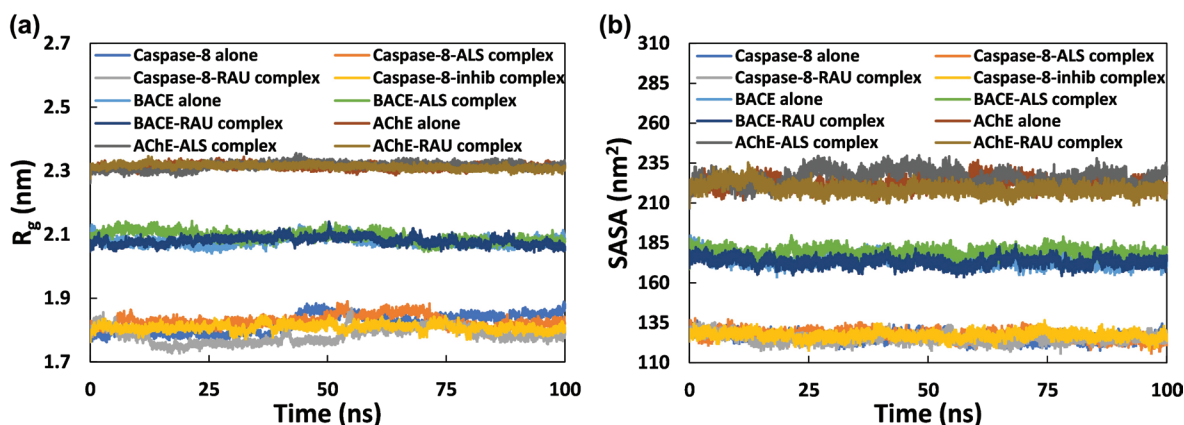 (a)
2.7
2.5
2.3
2.1
1.9
1.7
R_g (nm)
Caspase-8 alone
Caspase-8-ALS complex
Caspase-8-RAU complex
Caspase-8-inhib complex
BACE alone
BACE-ALS complex
BACE-RAU complex
AChE alone
AChE-ALS complex
AChE-RAU complex
0
25
50
75
100
Time (ns)
(b)
310
285
260
235
210
185
160
135
110
SASA (nm²)
Caspase-8 alone
Caspase-8-ALS complex
Caspase-8-RAU complex
Caspase-8-inhib complex
BACE alone
BACE-ALS complex
BACE-RAU complex
AChE alone
AChE-ALS complex
AChE-RAU complex
0
25
50
75
100
Time (ns)